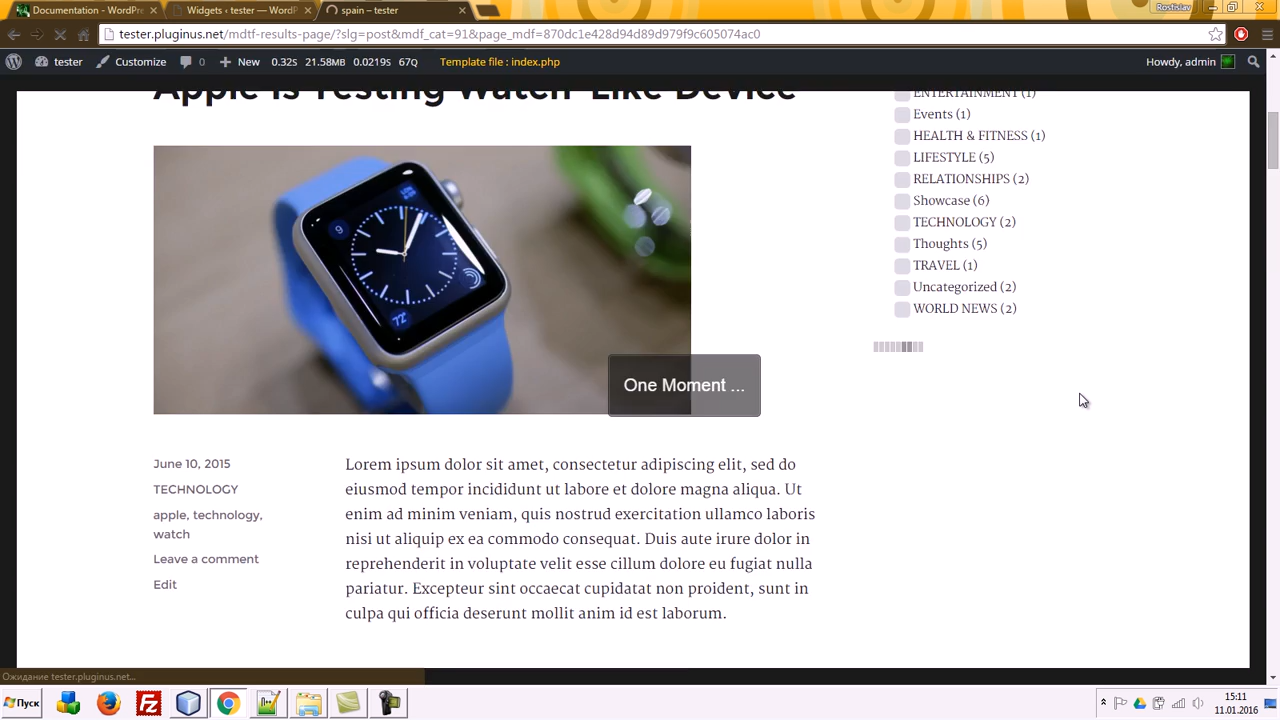 Documentation - WordPre
Widgets ‹ tester — WordP
spain – tester
Rostislav
tester.pluginus.net/mdtf-results-page/?slg=post&mdf_cat=91&page_mdf=870dc1e428d94d89d979f9c605074ac0
tester
Customize
0
New
0.32S
21.58MB
0.0219S
67Q
Template file : index.php
Howdy, admin
Apple is Testing Watch-Like Device
ENTERTAINMENT (1)
Events (1)
HEALTH & FITNESS (1)
LIFESTYLE (5)
RELATIONSHIPS (2)
Showcase (6)
TECHNOLOGY (2)
Thoughts (5)
TRAVEL (1)
Uncategorized (2)
WORLD NEWS (2)
9
72°
One Moment ...
June 10, 2015
TECHNOLOGY
apple, technology,
watch
Leave a comment
Edit
Lorem ipsum dolor sit amet, consectetur adipiscing elit, sed do
eiusmod tempor incididunt ut labore et dolore magna aliqua. Ut
enim ad minim veniam, quis nostrud exercitation ullamco laboris
nisi ut aliquip ex ea commodo consequat. Duis aute irure dolor in
reprehenderit in voluptate velit esse cillum dolore eu fugiat nulla
pariatur. Excepteur sint occaecat cupidatat non proident, sunt in
culpa qui officia deserunt mollit anim id est laborum.
Ожидание tester.pluginus.net...
Пуск
15:11
11.01.2016